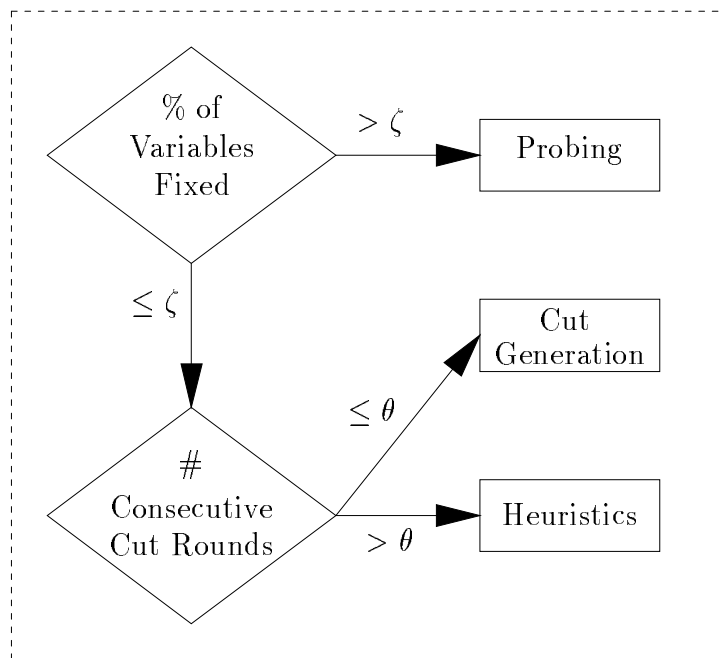 % of
Variables
Fixed
> ζ
Probing
≤ ζ
Cut
Generation
≤ θ
#
Consecutive
Cut Rounds
> θ
Heuristics